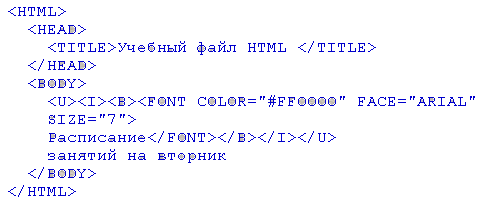 <HTML>
<HEAD>
<TITLE>Учебный файл HTML </TITLE>
</HEAD>
<BODY>
<U><I><B><FONT COLOR="#FF0000" FACE="ARIAL"
SIZE="7">
Расписание</FONT></B></I></U>
занятий на вторник
</BODY>
</HTML>